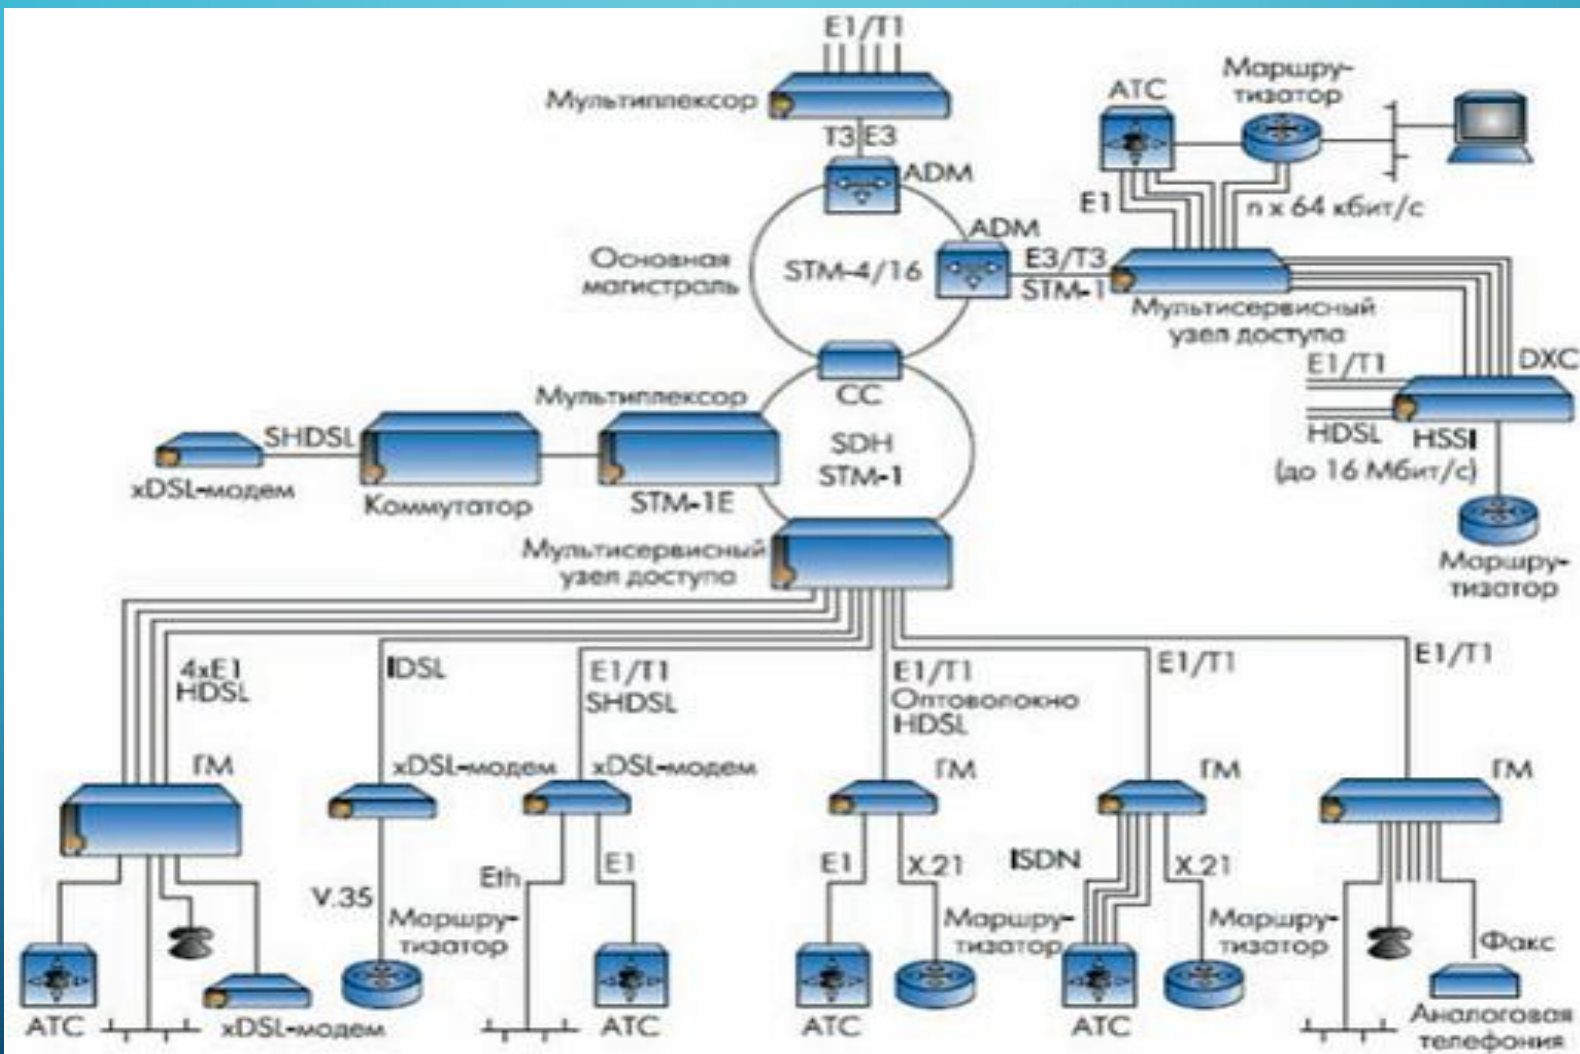 E1/T1
Мультиплексор
T3 E3
ADM
АТС
Маршру-
тизатор
E1
n x 64 кбит/с
ADM
Основная
магистраль
STM-4/16
E3/T3
STM-1
Мультисервисный
узел доступа
DXC
E1/T1
HDSL
HSSI
(до 16 Мбит/с)
Маршру-
тизатор
CC
Мультиплексор
SDH
STM-1
SHDSL
xDSL-модем
Коммутатор
STM-1E
Мультисервисный
узел доступа
4xE1
HDSL
IDSL
E1/T1
SHDSL
E1/T1
Оптоволокно
HDSL
E1/T1
E1/T1
ГМ
xDSL-модем
xDSL-модем
ГМ
ГМ
ГМ
V.35
Eth
E1
E1
X.21
ISDN
X.21
Маршру-
тизатор
Маршру-
тизатор
Маршру-
тизатор
Факс
АТС
xDSL-модем
АТС
АТС
АТС
Аналоговая
телефония